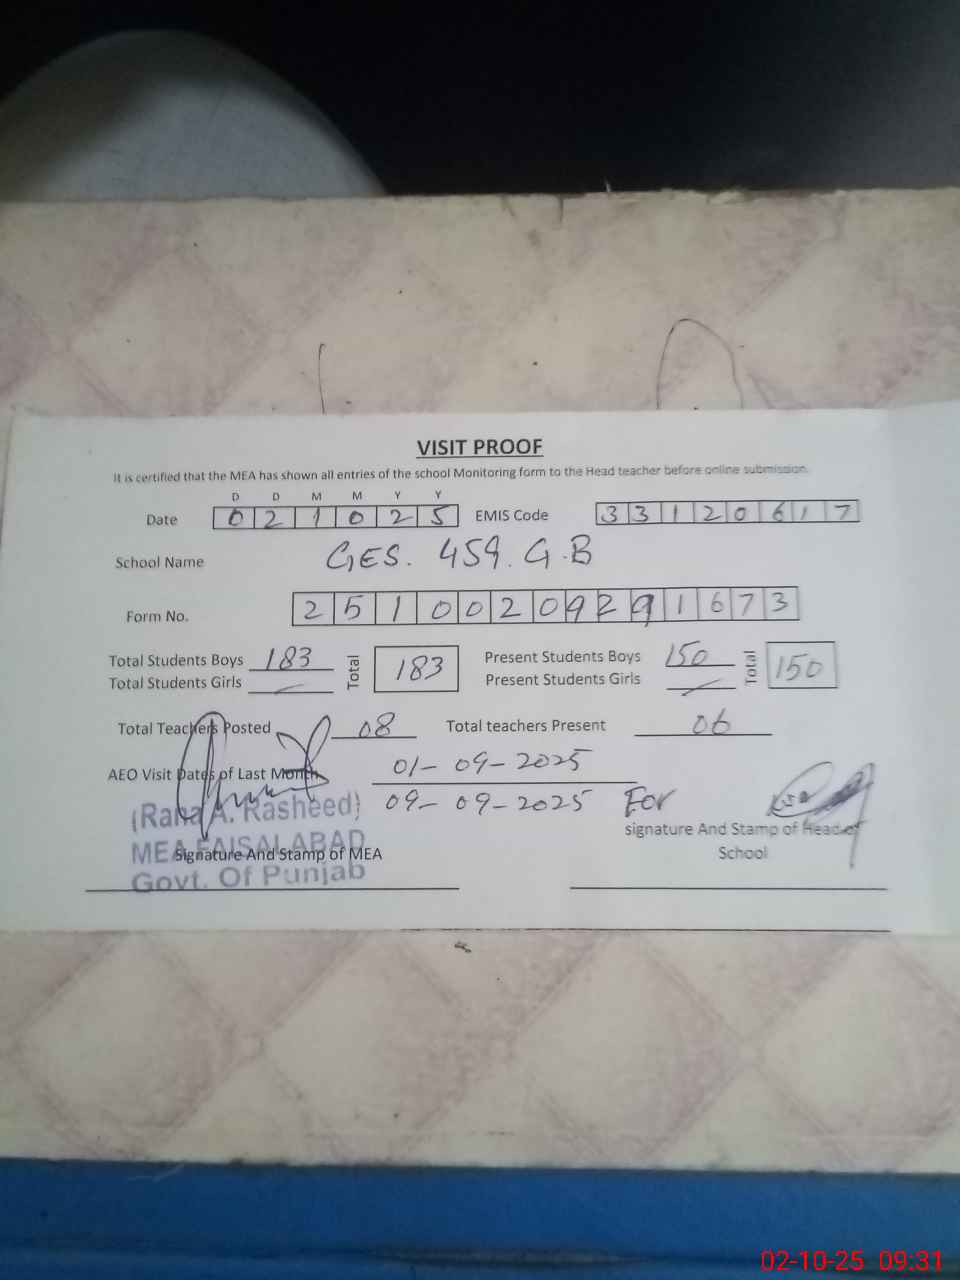 VISIT PROOF
It is certified that the MEA has shown all entries of the school Monitoring form to the Head teacher before online submission.
D D M M Y Y
Date 0 2 1 0 2 5 EMIS Code 3 3 1 2 0 6 1 7
School Name GES. 459. G.B
Form No. 2 5 1 0 0 2 0 9 2 9 1 6 7 3
Total Students Boys 183 Total 183 Present Students Boys 150 Total 150
Total Students Girls — Present Students Girls —
Total Teachers Posted 08 Total teachers Present 06
AEO Visit Dates of Last Month 01-09-2025
09-09-2025 For
(Rana A. Rasheed)
MEA FAISALABAD
Govt. Of Punjab
Signature And Stamp of MEA
signature And Stamp of Head of
School
02-10-25 09:31